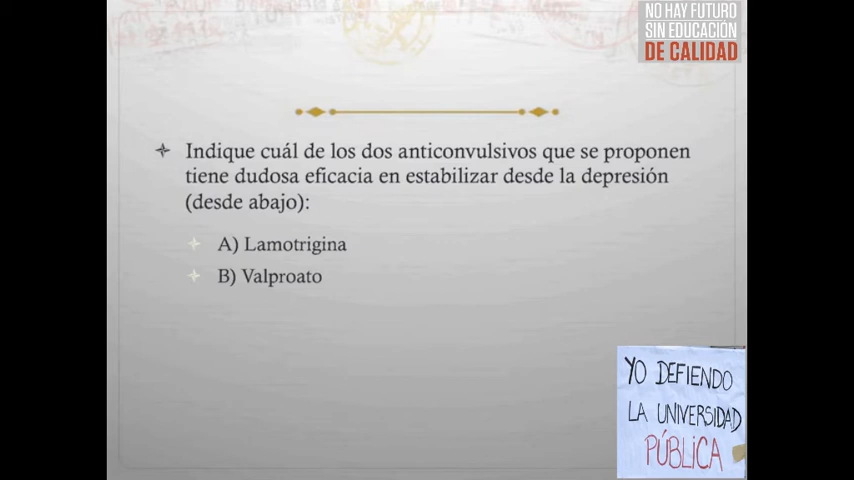 NO HAY FUTURO
SIN EDUCACIÓN
DE CALIDAD
Indique cuál de los dos anticonvulsivos que se proponen
tiene dudosa eficacia en estabilizar desde la depresión
(desde abajo):
A) Lamotrigina
B) Valproato
YO DEFIENDO
LA UNIVERSIDAD
PÚBLICA